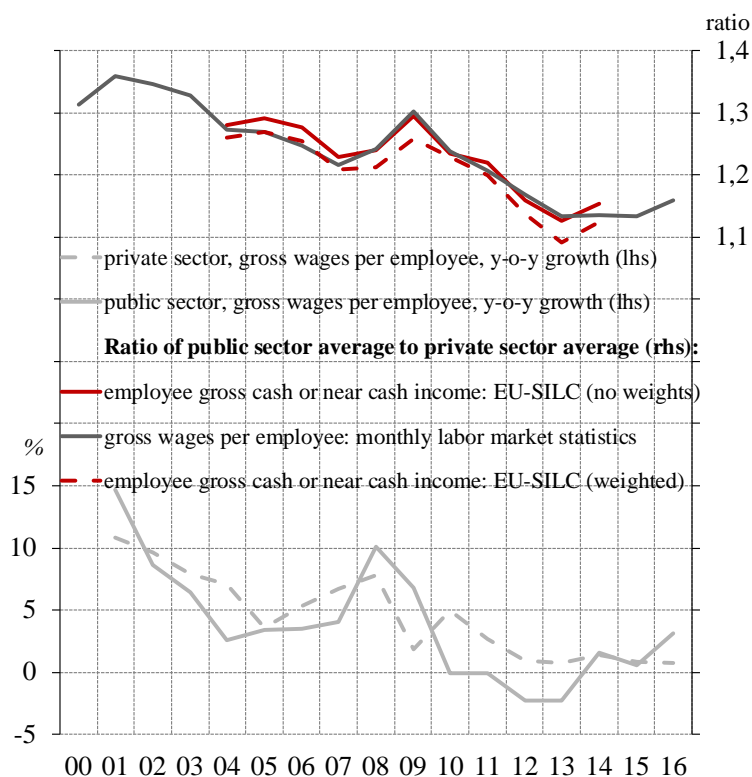 ratio
1,4
1,3
1,2
1,1
private sector, gross wages per employee, y-o-y growth (lhs)
public sector, gross wages per employee, y-o-y growth (lhs)
Ratio of public sector average to private sector average (rhs):
employee gross cash or near cash income: EU-SILC (no weights)
gross wages per employee: monthly labor market statistics
%
employee gross cash or near cash income: EU-SILC (weighted)
15
10
5
0
-5
00 01 02 03 04 05 06 07 08 09 10 11 12 13 14 15 16